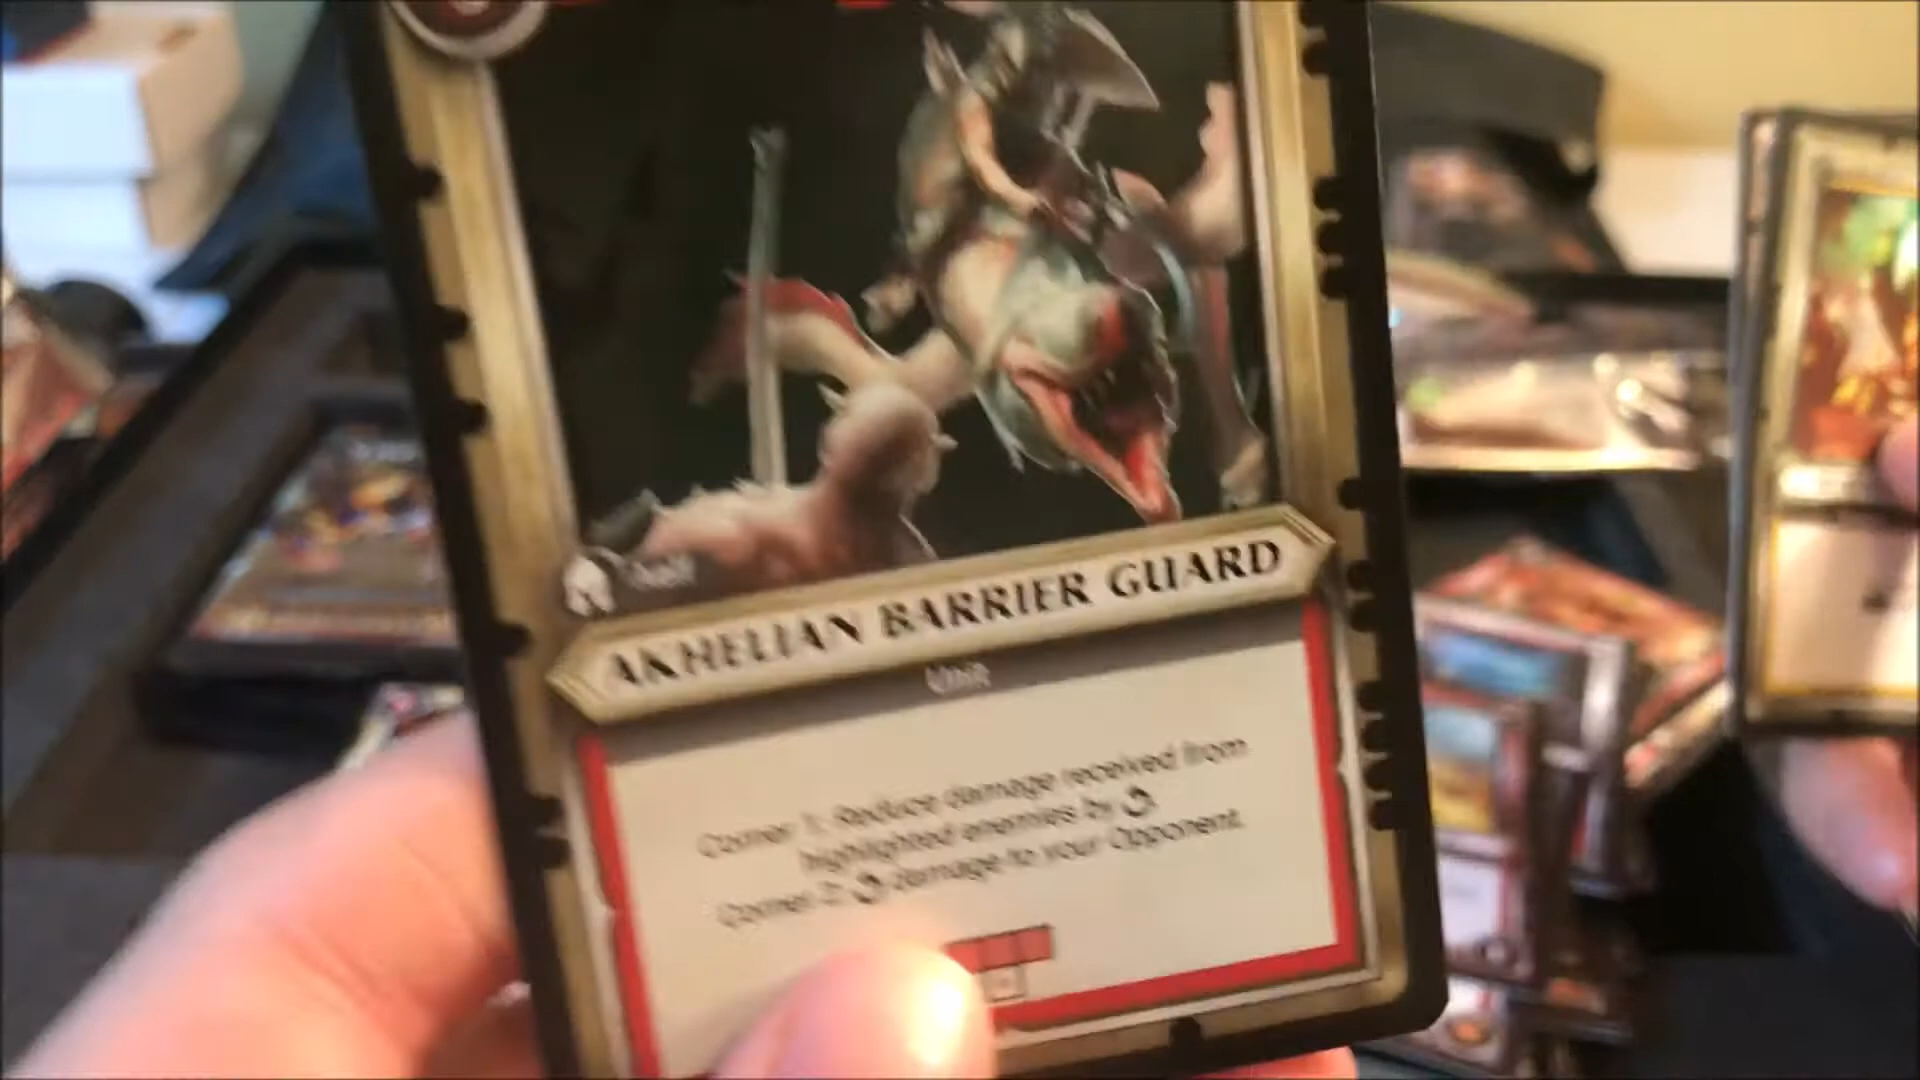 Aelf
AKHELIAN BARRIER GUARD
Unit
Corner 1: Reduce damage received from
highlighted enemies by
Corner 2: damage to your Opponent.